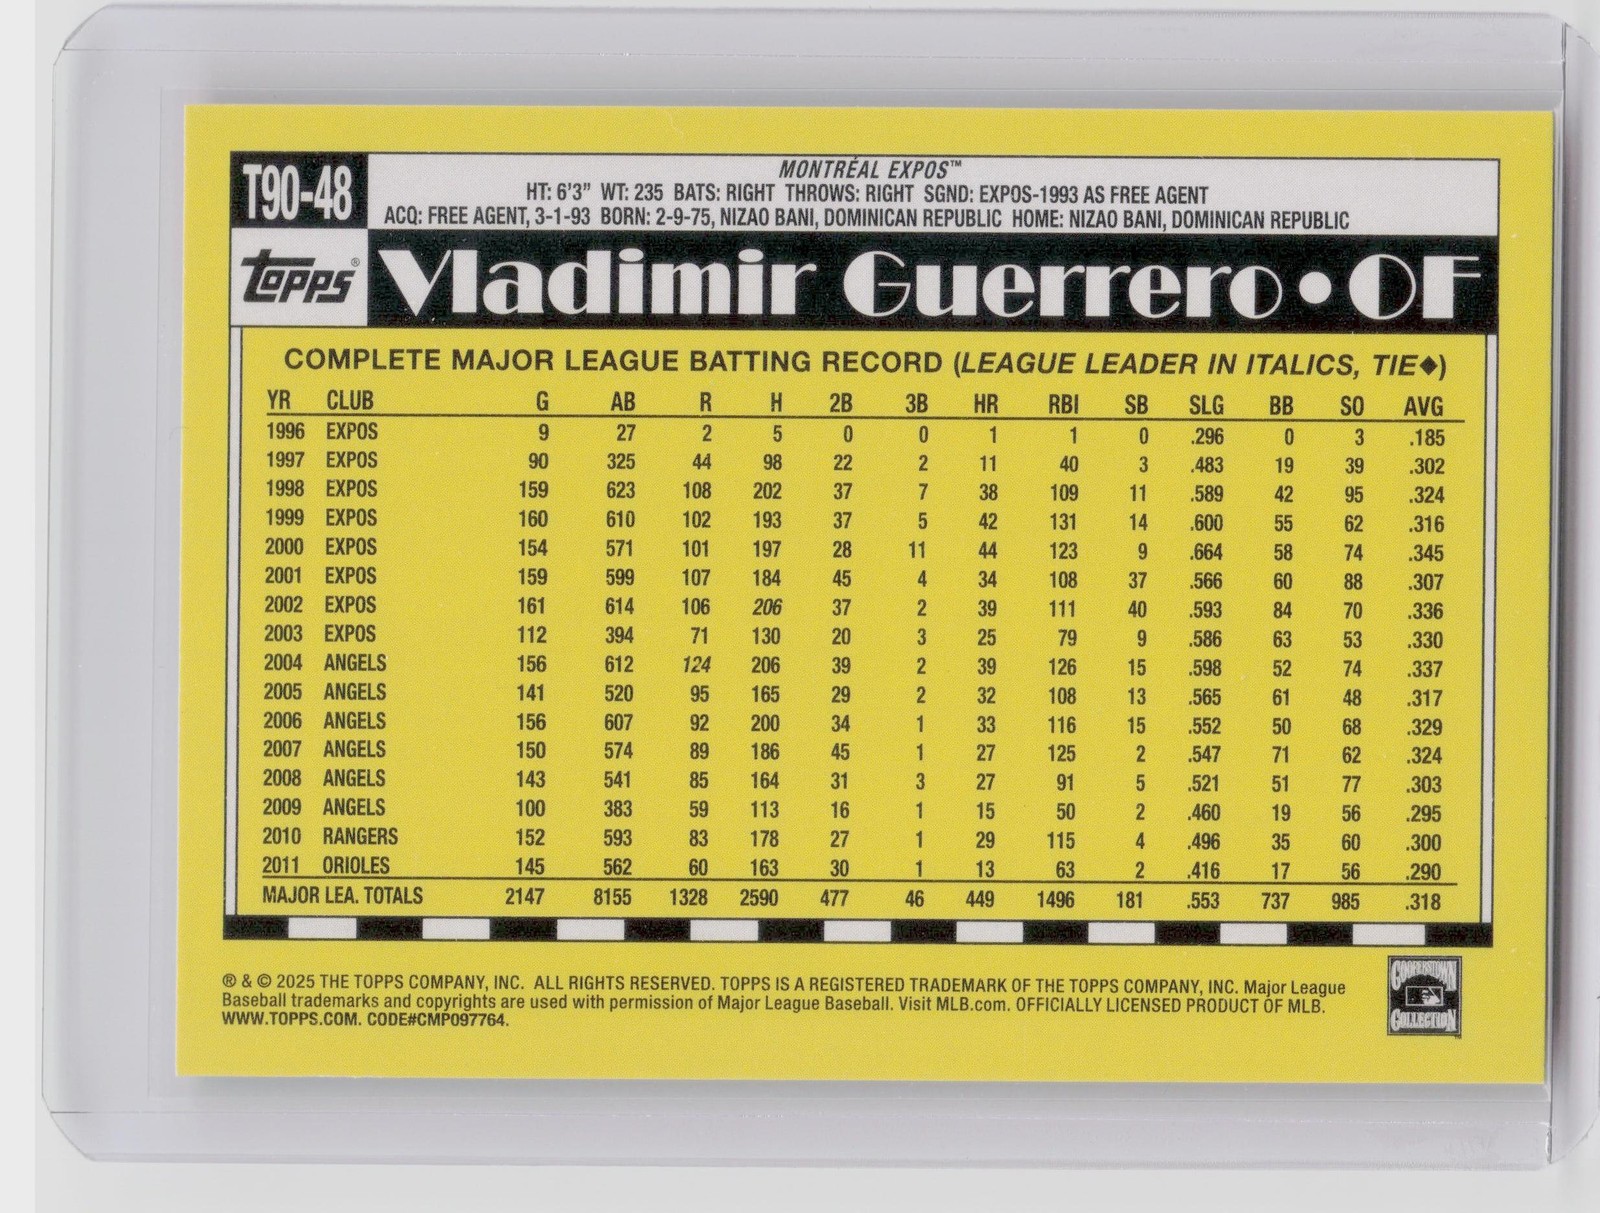 T90-48
MONTRÉAL EXPOS™
HT: 6'3" WT: 235 BATS: RIGHT THROWS: RIGHT SGND: EXPOS-1993 AS FREE AGENT
ACQ: FREE AGENT, 3-1-93 BORN: 2-9-75, NIZAO BANI, DOMINICAN REPUBLIC HOME: NIZAO BANI, DOMINICAN REPUBLIC
topps® Vladimir Guerrero • OF
COMPLETE MAJOR LEAGUE BATTING RECORD (LEAGUE LEADER IN ITALICS, TIE◆)
YR CLUB G AB R H 2B 3B HR RBI SB SLG BB SO AVG
1996 EXPOS 9 27 2 5 0 0 1 1 0 .296 0 3 .185
1997 EXPOS 90 325 44 98 22 2 11 40 3 .483 19 39 .302
1998 EXPOS 159 623 108 202 37 7 38 109 11 .589 42 95 .324
1999 EXPOS 160 610 102 193 37 5 42 131 14 .600 55 62 .316
2000 EXPOS 154 571 101 197 28 11 44 123 9 .664 58 74 .345
2001 EXPOS 159 599 107 184 45 4 34 108 37 .566 60 88 .307
2002 EXPOS 161 614 106 206 37 2 39 111 40 .593 84 70 .336
2003 EXPOS 112 394 71 130 20 3 25 79 9 .586 63 53 .330
2004 ANGELS 156 612 124 206 39 2 39 126 15 .598 52 74 .337
2005 ANGELS 141 520 95 165 29 2 32 108 13 .565 61 48 .317
2006 ANGELS 156 607 92 200 34 1 33 116 15 .552 50 68 .329
2007 ANGELS 150 574 89 186 45 1 27 125 2 .547 71 62 .324
2008 ANGELS 143 541 85 164 31 3 27 91 5 .521 51 77 .303
2009 ANGELS 100 383 59 113 16 1 15 50 2 .460 19 56 .295
2010 RANGERS 152 593 83 178 27 1 29 115 4 .496 35 60 .300
2011 ORIOLES 145 562 60 163 30 1 13 63 2 .416 17 56 .290
MAJOR LEA. TOTALS 2147 8155 1328 2590 477 46 449 1496 181 .553 737 985 .318
® & © 2025 THE TOPPS COMPANY, INC. ALL RIGHTS RESERVED. TOPPS IS A REGISTERED TRADEMARK OF THE TOPPS COMPANY, INC. Major League
Baseball trademarks and copyrights are used with permission of Major League Baseball. Visit MLB.com. OFFICIALLY LICENSED PRODUCT OF MLB.
WWW.TOPPS.COM. CODE#CMP097764.
COOPERSTOWN
COLLECTION